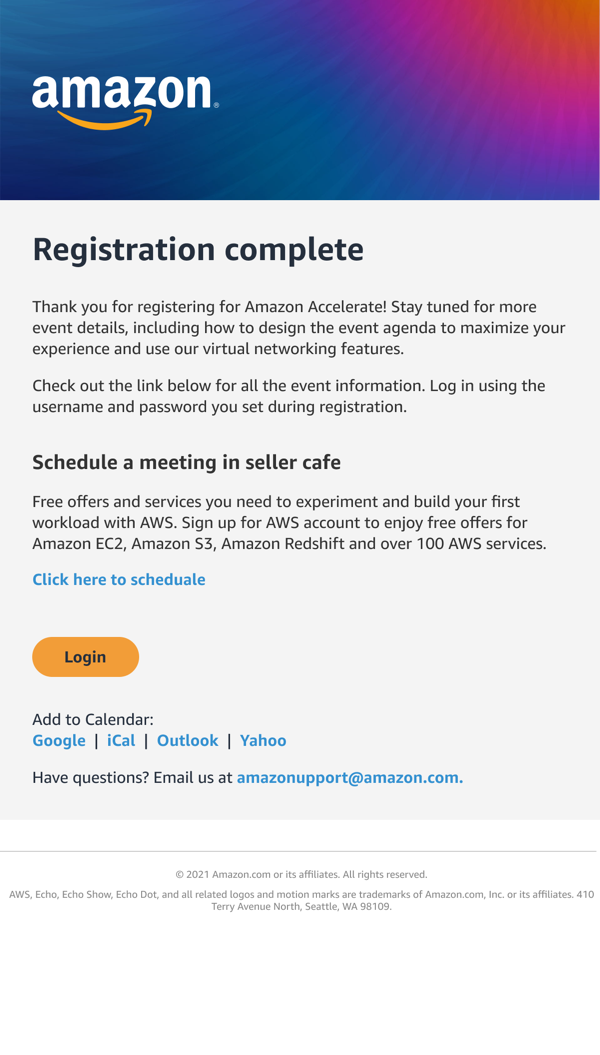 amazon®
Registration complete
Thank you for registering for Amazon Accelerate! Stay tuned for more
event details, including how to design the event agenda to maximize your
experience and use our virtual networking features.
Check out the link below for all the event information. Log in using the
username and password you set during registration.
Schedule a meeting in seller cafe
Free offers and services you need to experiment and build your first
workload with AWS. Sign up for AWS account to enjoy free offers for
Amazon EC2, Amazon S3, Amazon Redshift and over 100 AWS services.
Click here to scheduale
Login
Add to Calendar:
Google | iCal | Outlook | Yahoo
Have questions? Email us at amazonupport@amazon.com.
© 2021 Amazon.com or its affiliates. All rights reserved.
AWS, Echo, Echo Show, Echo Dot, and all related logos and motion marks are trademarks of Amazon.com, Inc. or its affiliates. 410
Terry Avenue North, Seattle, WA 98109.